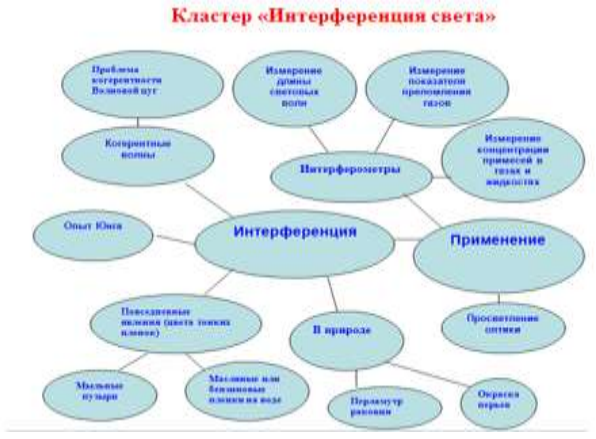 Кластер «Интерференция света»
Проблема
когерентности
Волновой цуг
Измерение
длины
световых
волн
Измерение
показателя
преломления
газов
Когерентные
волны
Интерферометры
Измерение
концентрации
примесей в
газах и
жидкостях
Опыт Юнга
Интерференция
Применение
Повседневные
явления (цвета тонких
пленок)
В природе
Просветление
оптики
Мыльные
пузыри
Масляные или
бензиновые
пленки на воде
Перламутр
раковин
Окраска
перьев